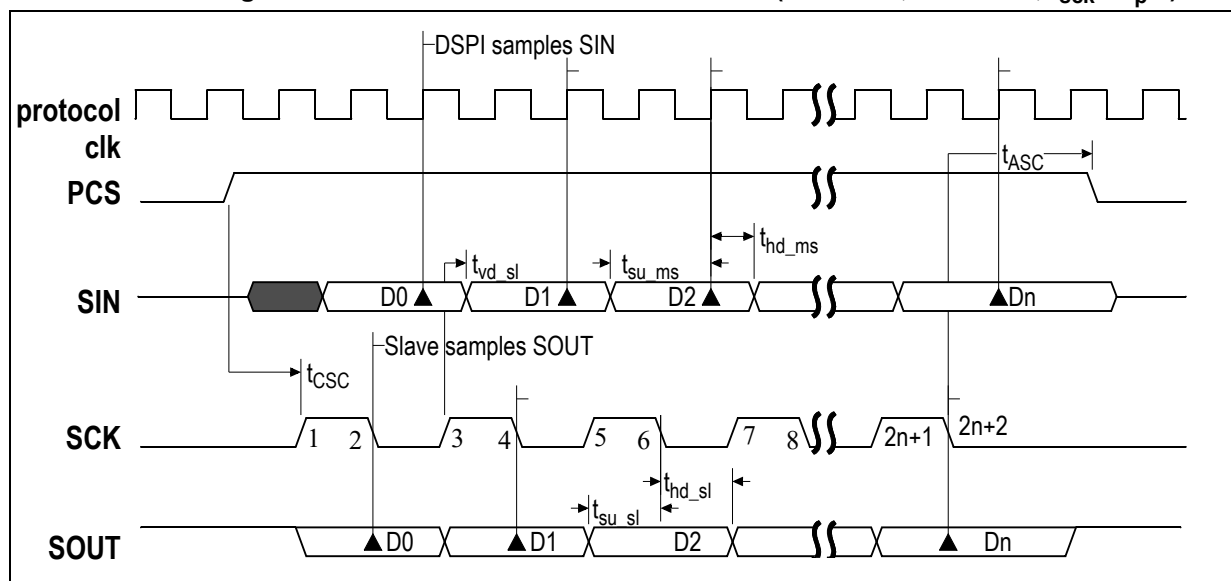 DSPI samples SIN
protocol
clk
t_ASC
PCS
t_hd_ms
t_vd_sl
t_su_ms
SIN
D0
D1
D2
Dn
Slave samples SOUT
t_CSC
SCK
1 2 3 4 5 6 7 8 2n+1 2n+2
t_hd_sl
t_su_sl
SOUT
D0
D1
D2
Dn